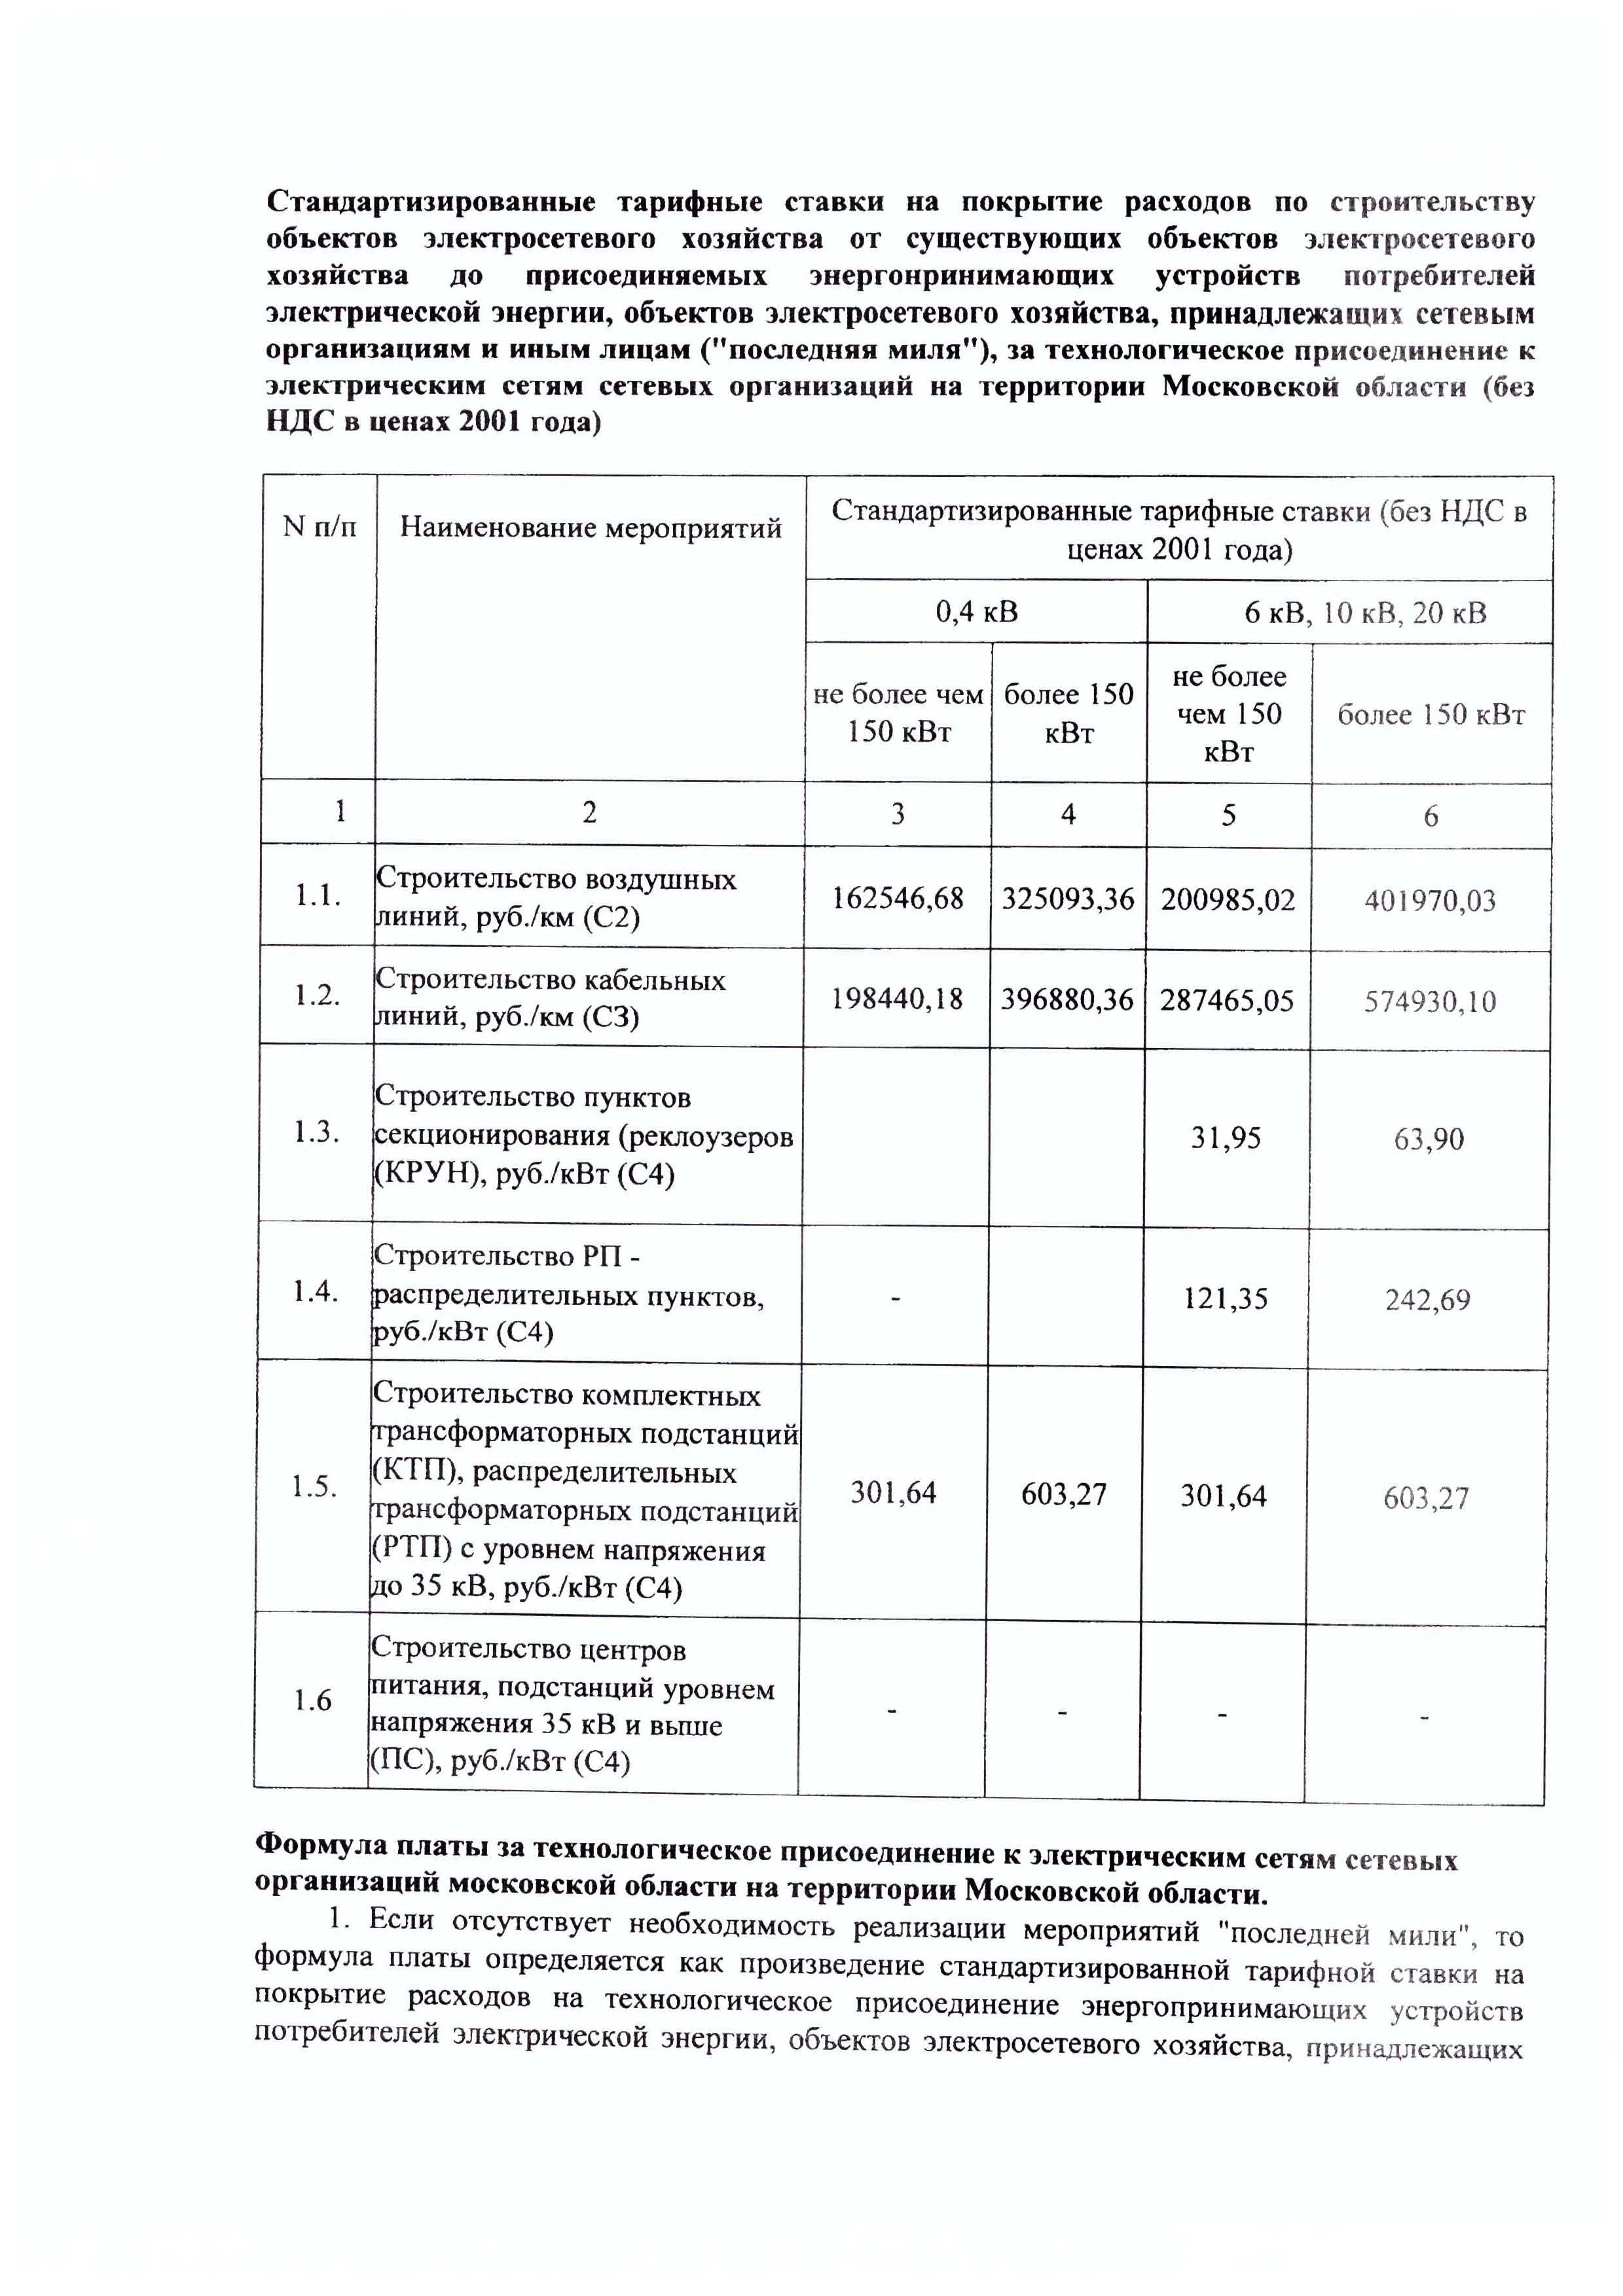 Стандартизированные тарифные ставки на покрытие расходов по строительству
объектов электросетевого хозяйства от существующих объектов электросетевого
хозяйства до присоединяемых энергонринимающих устройств потребителей
электрической энергии, объектов электросетевого хозяйства, принадлежащих сетевым
организациям и иным лицам ("последняя миля"), за технологическое присоединение к
электрическим сетям сетевых организаций на территории Московской области (без
НДС в ценах 2001 года)
N п/п
Наименование мероприятий
Стандартизированные тарифные ставки (без НДС в
ценах 2001 года)
0,4 кВ
6 кВ, 10 кВ, 20 кВ
не более чем
150 кВт
более 150
кВт
не более
чем 150
кВт
более 150 кВт
1
2
3
4
5
6
1.1.
Строительство воздушных
линий, руб./км (С2)
162546,68
325093,36
200985,02
401970,03
1.2.
Строительство кабельных
линий, руб./км (С3)
198440,18
396880,36
287465,05
574930,10
1.3.
Строительство пунктов
секционирования (реклоузеров
(КРУН), руб./кВт (С4)
31,95
63,90
1.4.
Строительство РП -
распределительных пунктов,
руб./кВт (С4)
-
121,35
242,69
1.5.
Строительство комплектных
трансформаторных подстанций
(КТП), распределительных
трансформаторных подстанций
(РТП) с уровнем напряжения
до 35 кВ, руб./кВт (С4)
301,64
603,27
301,64
603,27
1.6
Строительство центров
питания, подстанций уровнем
напряжения 35 кВ и выше
(ПС), руб./кВт (С4)
-
-
-
-
Формула платы за технологическое присоединение к электрическим сетям сетевых
организаций московской области на территории Московской области.
1. Если отсутствует необходимость реализации мероприятий "последней мили", то
формула платы определяется как произведение стандартизированной тарифной ставки на
покрытие расходов на технологическое присоединение энергопринимающих устройств
потребителей электрической энергии, объектов электросетевого хозяйства, принадлежащих